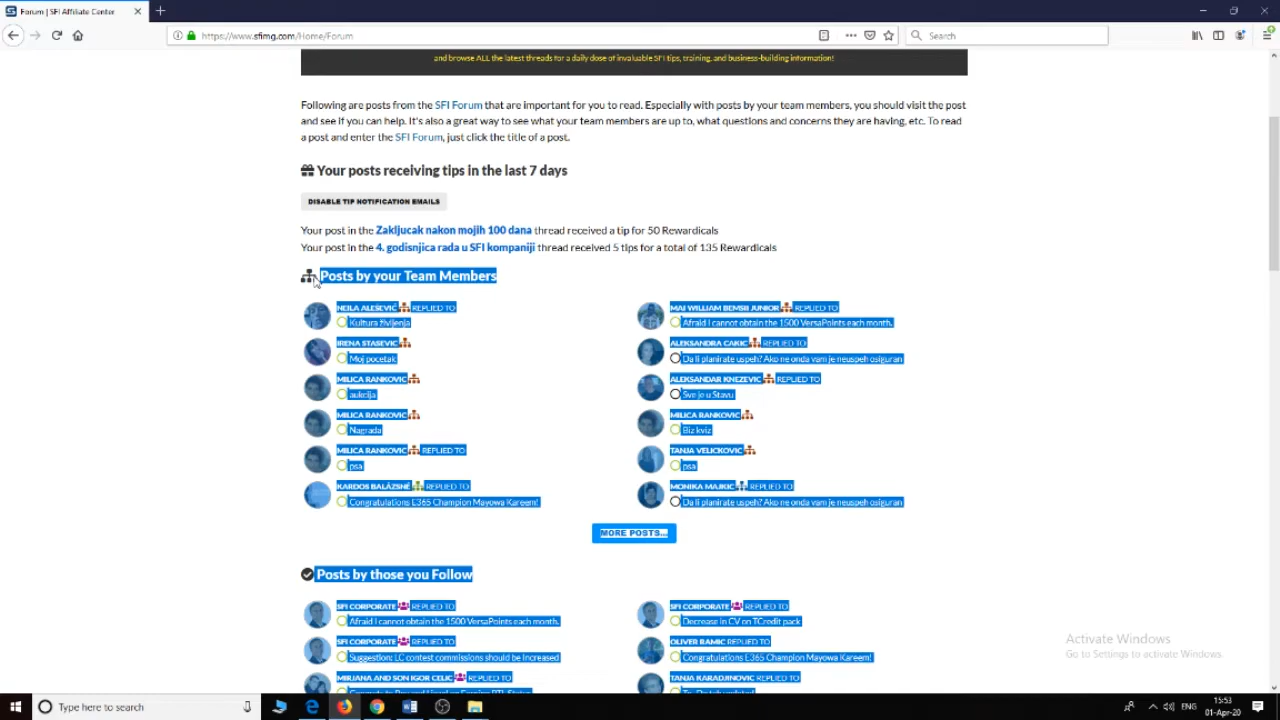 Forum | SFI Affiliate Center
https://www.sfimg.com/Home/Forum
Search
and browse ALL the latest threads for a daily dose of invaluable SFI tips, training, and business-building information!
Following are posts from the SFI Forum that are important for you to read. Especially with posts by your team members, you should visit the post
and see if you can help. It's also a great way to see what your team members are up to, what questions and concerns they are having, etc. To read
a post and enter the SFI Forum, just click the title of a post.
Your posts receiving tips in the last 7 days
DISABLE TIP NOTIFICATION EMAILS
Your post in the Zakljucak nakon mojih 100 dana thread received a tip for 50 Rewardicals
Your post in the 4. godisnjica rada u SFI kompaniji thread received 5 tips for a total of 135 Rewardicals
Posts by your Team Members
NEJLA ALEŠEVIĆ REPLIED TO
Kultura življenja
IRENA STASEVIC
Moj pocetak
MILICA RANKOVIC
aukcija
MILICA RANKOVIC
Nagrada
MILICA RANKOVIC REPLIED TO
psa
KARDOS BALÁZSNÉ REPLIED TO
Congratulations E365 Champion Mayowa Kareem!
MAI WILLIAM BEMSII JUNIOR REPLIED TO
Afraid I cannot obtain the 1500 VersaPoints each month.
ALEKSANDRA CAKIC REPLIED TO
Da li planirate uspeh? Ako ne onda vam je neuspeh osiguran
ALEKSANDAR KNEZEVIC REPLIED TO
Sve je u Stavu
MILICA RANKOVIC
Biz kviz
TANJA VELICKOVIC
psa
MONIKA MAJKIC REPLIED TO
Da li planirate uspeh? Ako ne onda vam je neuspeh osiguran
MORE POSTS...
Posts by those you Follow
SFI CORPORATE REPLIED TO
Afraid I cannot obtain the 1500 VersaPoints each month.
SFI CORPORATE REPLIED TO
Suggestion: LC contest commissions should be increased
MIRJANA AND SON IGOR CELIC REPLIED TO
SFI CORPORATE REPLIED TO
Decrease in CV on TCredit pack
OLIVER RAMIC REPLIED TO
Congratulations E365 Champion Mayowa Kareem!
TANJA KARADJINOVIC REPLIED TO
Activate Windows
Go to Settings to activate Windows.
Type here to search
ENG
15:53
01-Apr-20